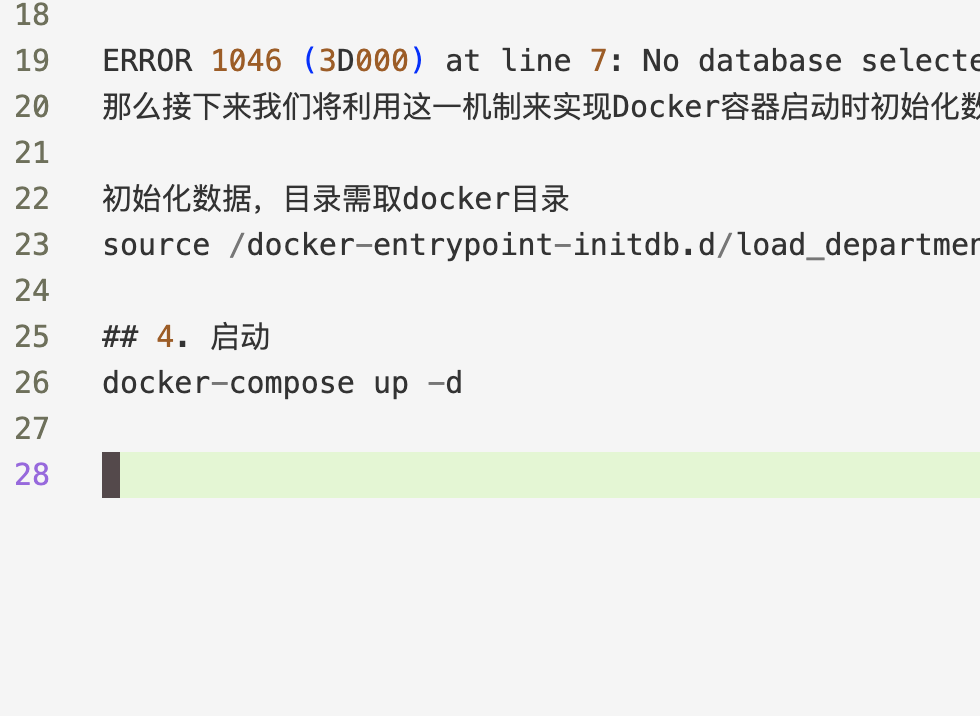 18
19 ERROR 1046 (3D000) at line 7: No database selecte
20 那么接下来我们将利用这一机制来实现Docker容器启动时初始化数
21
22 初始化数据，目录需取docker目录
23 source /docker-entrypoint-initdb.d/load_departmen
24
25 ## 4. 启动
26 docker-compose up -d
27
28